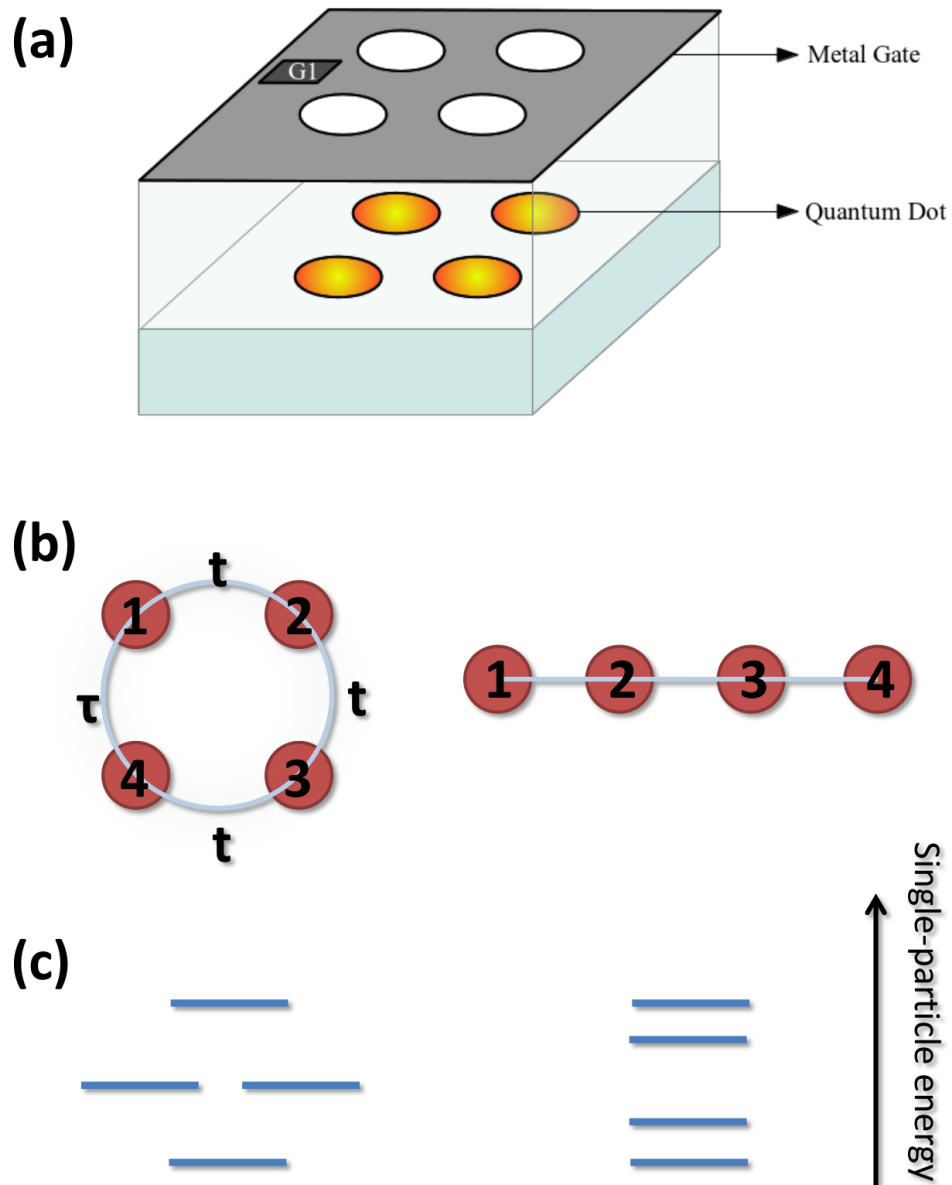 (a)
G1
Metal Gate
Quantum Dot
(b)
t
1
2
τ
t
4
3
t
1
2
3
4
(c)
Single-particle energy